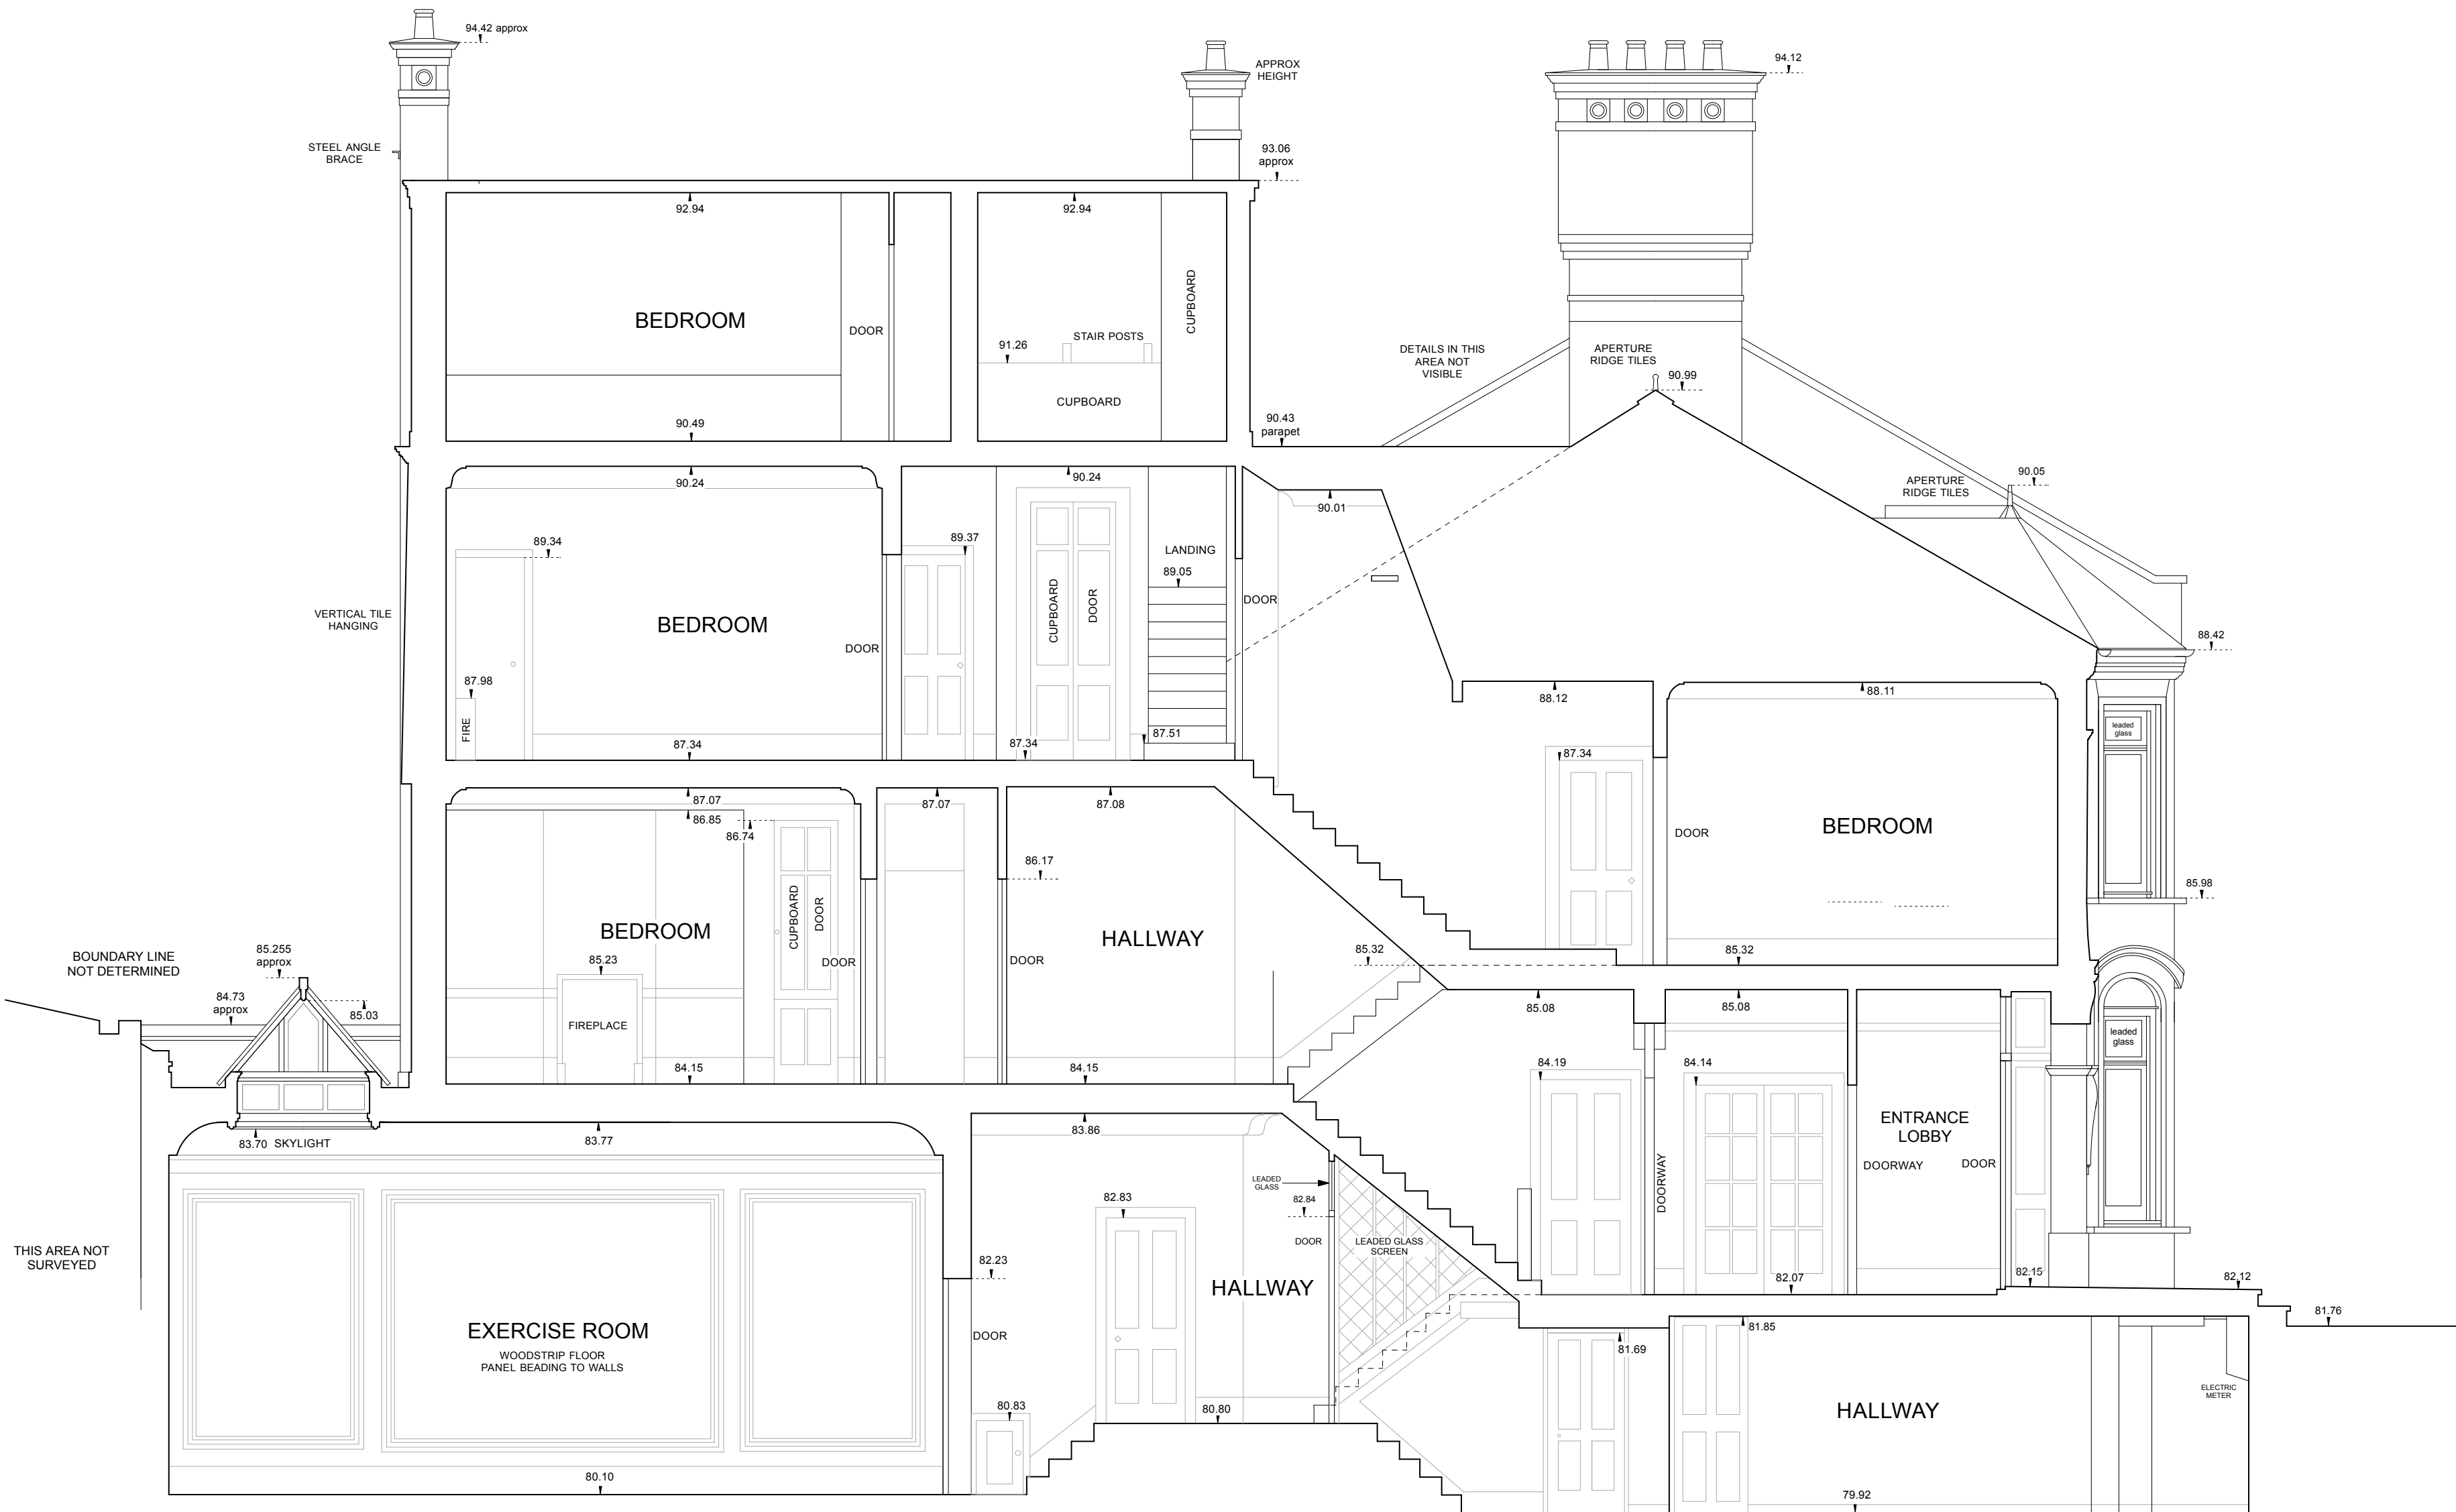 94.42 approx
APPROX
HEIGHT
94.12
STEEL ANGLE
BRACE
93.06
approx
92.94
92.94
BEDROOM
DOOR
CUPBOARD
91.26
STAIR POSTS
CUPBOARD
DETAILS IN THIS
AREA NOT
VISIBLE
APERTURE
RIDGE TILES
90.99
90.49
90.43
parapet
90.24
90.24
90.01
APERTURE
RIDGE TILES
90.05
89.34
89.37
LANDING
89.05
VERTICAL TILE
HANGING
BEDROOM
DOOR
CUPBOARD
DOOR
DOOR
88.42
87.98
FIRE
87.34
87.34
87.51
88.12
88.11
leaded
glass
87.34
87.07
86.85
86.74
87.07
87.08
DOOR
BEDROOM
86.17
BEDROOM
CUPBOARD
DOOR
DOOR
HALLWAY
DOOR
85.98
BOUNDARY LINE
NOT DETERMINED
85.255
approx
85.23
85.32
85.32
84.73
approx
85.03
FIREPLACE
85.08
85.08
leaded
glass
84.15
84.15
84.19
84.14
ENTRANCE
LOBBY
83.70 SKYLIGHT
83.77
83.86
DOORWAY
DOORWAY
DOOR
LEADED
GLASS
82.83
82.84
THIS AREA NOT
SURVEYED
DOOR
LEADED GLASS
SCREEN
82.23
HALLWAY
82.07
82.15
82.12
81.76
EXERCISE ROOM
WOODSTRIP FLOOR
PANEL BEADING TO WALLS
DOOR
81.69
81.85
ELECTRIC
METER
80.83
80.80
HALLWAY
80.10
79.92